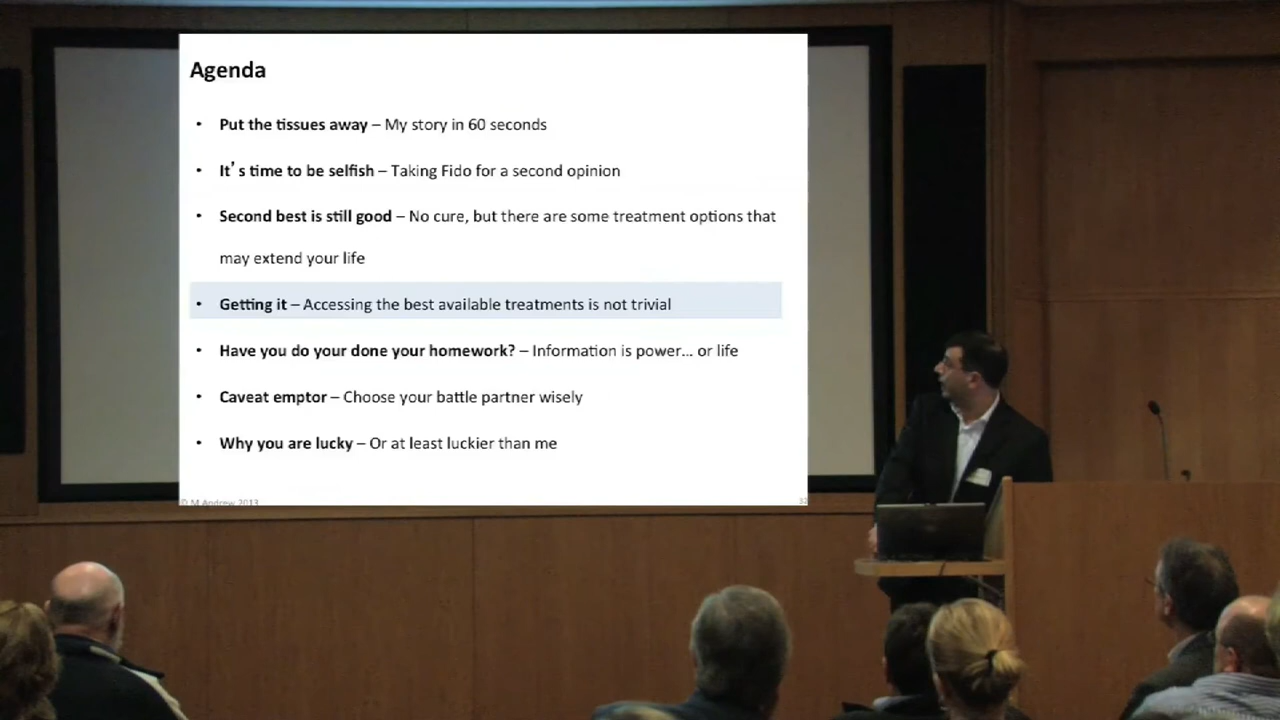 Agenda
• Put the tissues away – My story in 60 seconds
• It's time to be selfish – Taking Fido for a second opinion
• Second best is still good – No cure, but there are some treatment options that
may extend your life
• Getting it – Accessing the best available treatments is not trivial
• Have you do your done your homework? – Information is power... or life
• Caveat emptor – Choose your battle partner wisely
• Why you are lucky – Or at least luckier than me
© M Andrew 2013
32